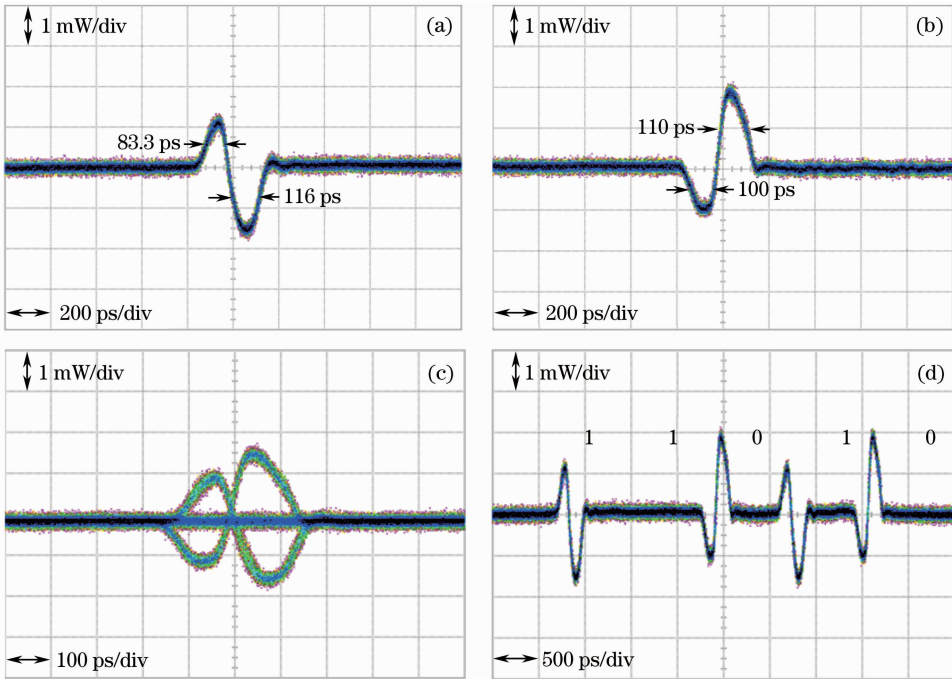 1 mW/div
(a)
83.3 ps
116 ps
200 ps/div
1 mW/div
(b)
110 ps
100 ps
200 ps/div
1 mW/div
(c)
100 ps/div
1 mW/div
(d)
1 1 0 1 0
500 ps/div